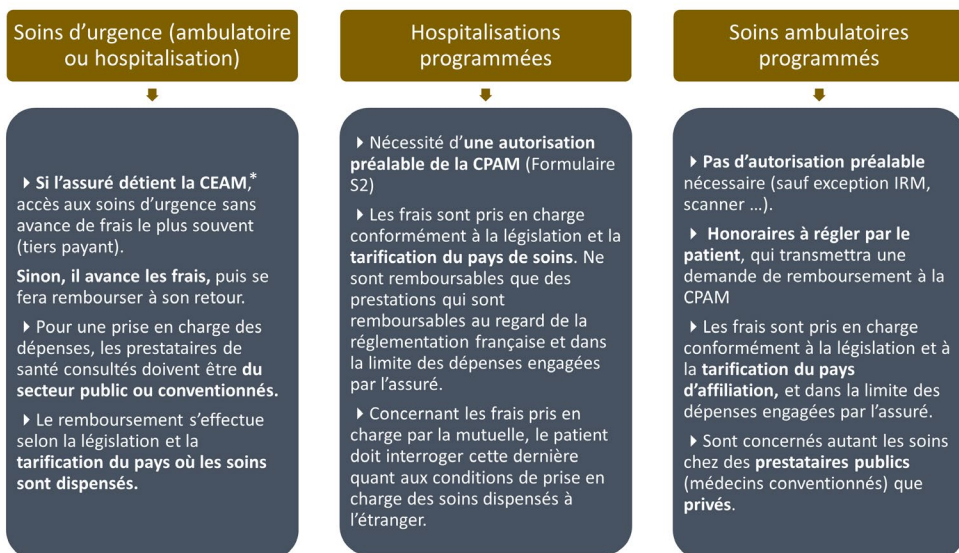 Soins d'urgence (ambulatoire
ou hospitalisation)
▸ Si l'assuré détient la CEAM,*
accès aux soins d'urgence sans
avance de frais le plus souvent
(tiers payant).
Sinon, il avance les frais, puis se
fera rembourser à son retour.
▸ Pour une prise en charge des
dépenses, les prestataires de
santé consultés doivent être du
secteur public ou conventionnés.
▸ Le remboursement s'effectue
selon la législation et la
tarification du pays où les soins
sont dispensés.
Hospitalisations
programmées
▸ Nécessité d'une autorisation
préalable de la CPAM (Formulaire
S2)
▸ Les frais sont pris en charge
conformément à la législation et la
tarification du pays de soins. Ne
sont remboursables que des
prestations qui sont
remboursables au regard de la
réglementation française et dans
la limite des dépenses engagées
par l'assuré.
▸ Concernant les frais pris en
charge par la mutuelle, le patient
doit interroger cette dernière
quant aux conditions de prise en
charge des soins dispensés à
l'étranger.
Soins ambulatoires
programmés
▸ Pas d'autorisation préalable
nécessaire (sauf exception IRM,
scanner ...).
▸ Honoraires à régler par le
patient, qui transmettra une
demande de remboursement à la
CPAM
▸ Les frais sont pris en charge
conformément à la législation et à
la tarification du pays
d'affiliation, et dans la limite des
dépenses engagées par l'assuré.
▸ Sont concernés autant les soins
chez des prestataires publics
(médecins conventionnés) que
privés.